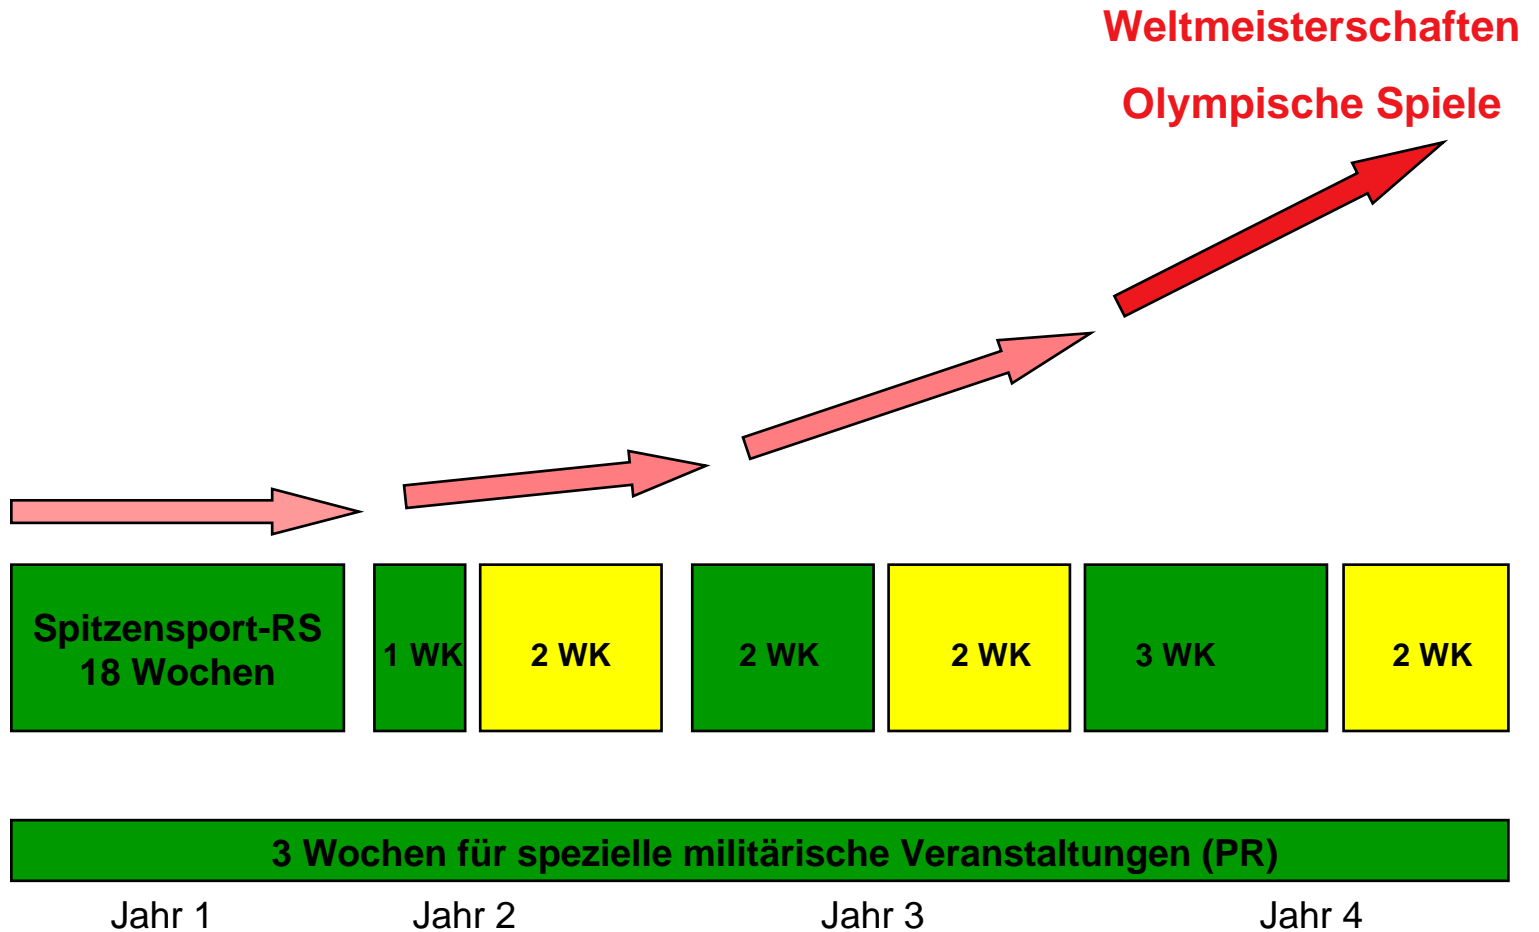 Weltmeisterschaften
Olympische Spiele
Spitzensport-RS
18 Wochen
1 WK
2 WK
2 WK
2 WK
3 WK
2 WK
3 Wochen für spezielle militärische Veranstaltungen (PR)
Jahr 1
Jahr 2
Jahr 3
Jahr 4